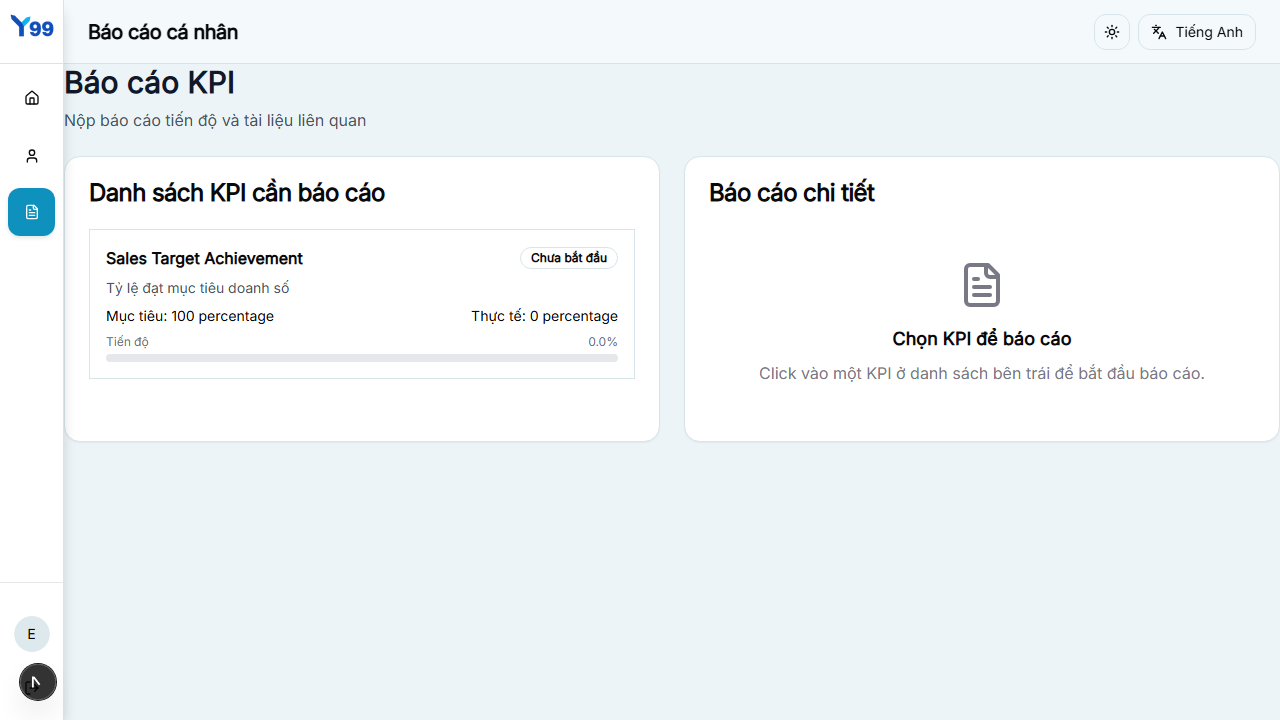 Y99
Báo cáo cá nhân
Tiếng Anh
Báo cáo KPI
Nộp báo cáo tiến độ và tài liệu liên quan
Danh sách KPI cần báo cáo
Sales Target Achievement
Chưa bắt đầu
Tỷ lệ đạt mục tiêu doanh số
Mục tiêu: 100 percentage
Thực tế: 0 percentage
Tiến độ
0.0%
Báo cáo chi tiết
Chọn KPI để báo cáo
Click vào một KPI ở danh sách bên trái để bắt đầu báo cáo.
E